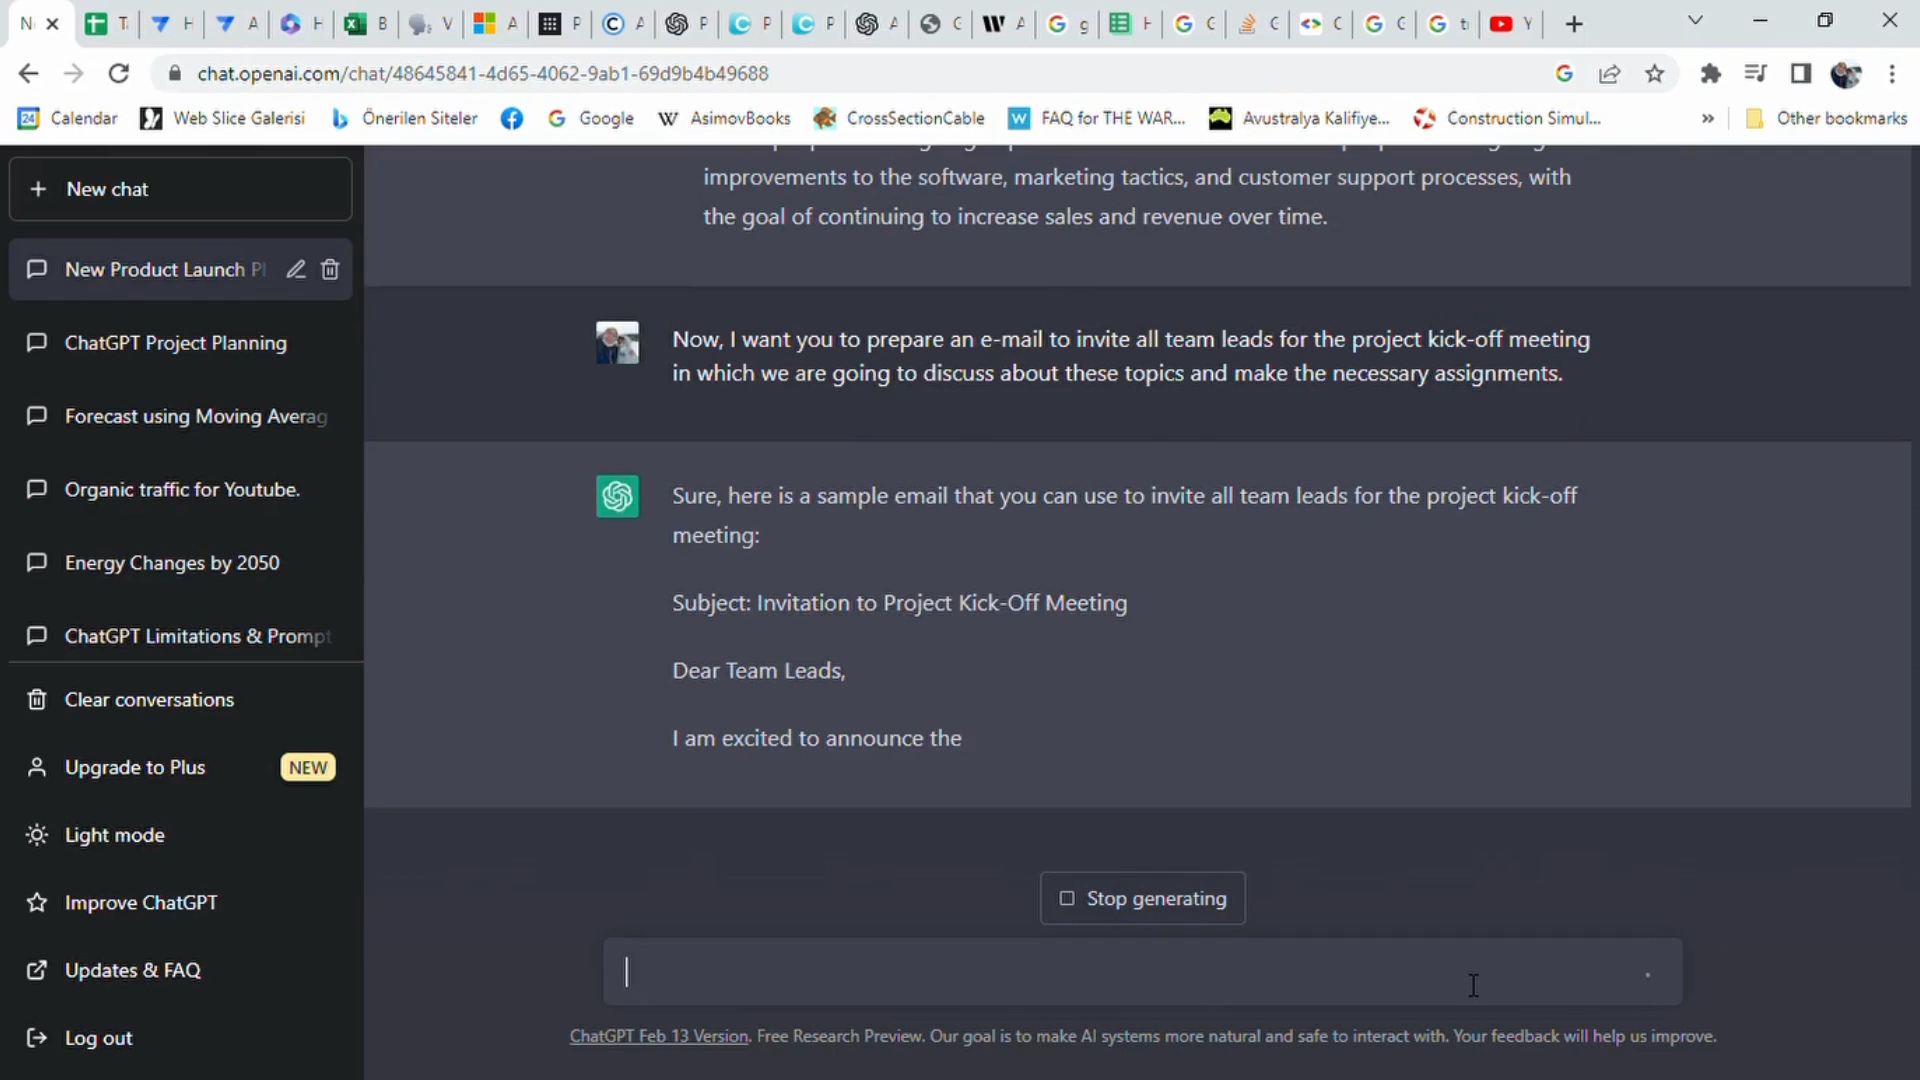 chat.openai.com/chat/48645841-4d65-4062-9ab1-69d9b4b49688
Calendar Web Slice Galerisi Önerilen Siteler Google AsimovBooks CrossSectionCable FAQ for THE WAR... Avustralya Kalifiye... Construction Simul... » Other bookmarks
New chat
New Product Launch Pl
ChatGPT Project Planning
Forecast using Moving Averag
Organic traffic for Youtube.
Energy Changes by 2050
ChatGPT Limitations & Prompt
Clear conversations
Upgrade to Plus NEW
Light mode
Improve ChatGPT
Updates & FAQ
Log out
improvements to the software, marketing tactics, and customer support processes, with
the goal of continuing to increase sales and revenue over time.
Now, I want you to prepare an e-mail to invite all team leads for the project kick-off meeting
in which we are going to discuss about these topics and make the necessary assignments.
Sure, here is a sample email that you can use to invite all team leads for the project kick-off
meeting:
Subject: Invitation to Project Kick-Off Meeting
Dear Team Leads,
I am excited to announce the
Stop generating
ChatGPT Feb 13 Version. Free Research Preview. Our goal is to make AI systems more natural and safe to interact with. Your feedback will help us improve.